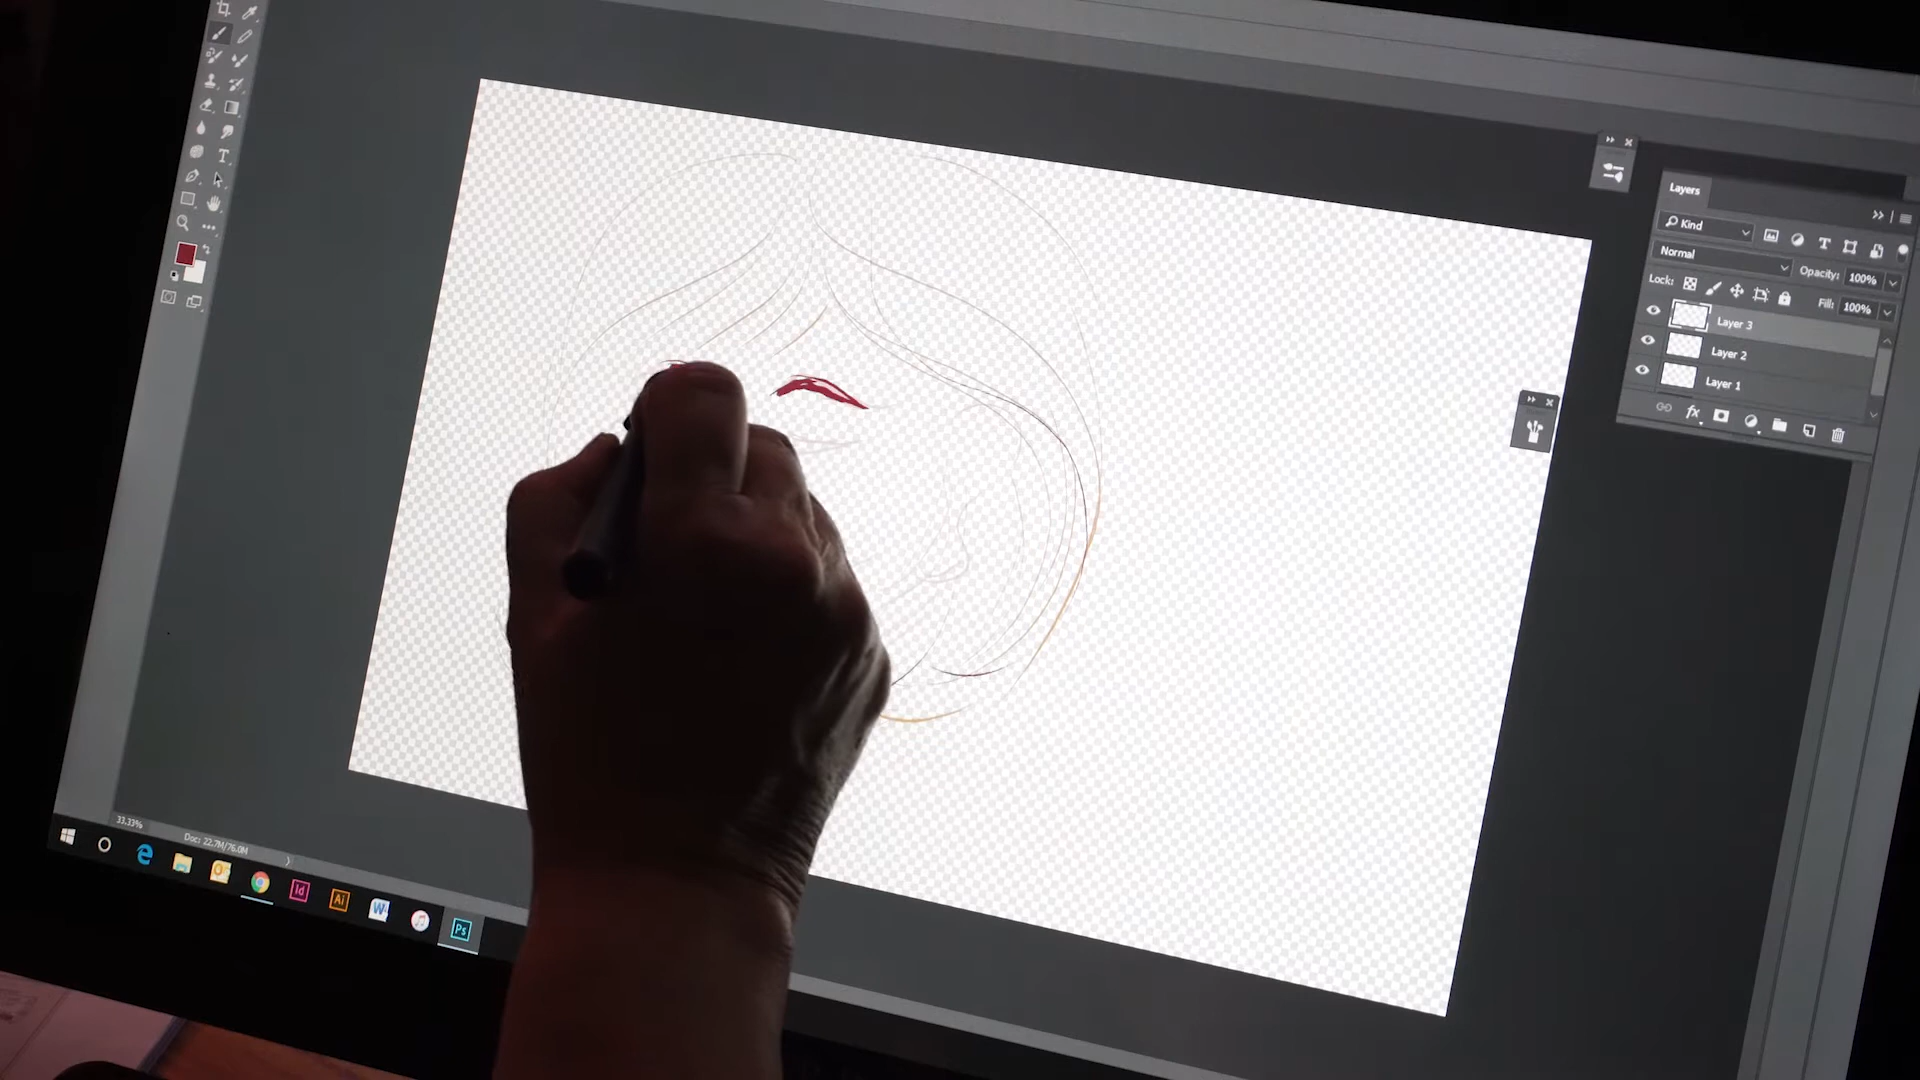 Layers
Kind
Normal
Opacity: 100%
Lock:
Fill: 100%
Layer 3
Layer 2
Layer 1
fx
T
T
33.33%
Doc: 22.7M/76.0M
Id
Ai
W
Ps